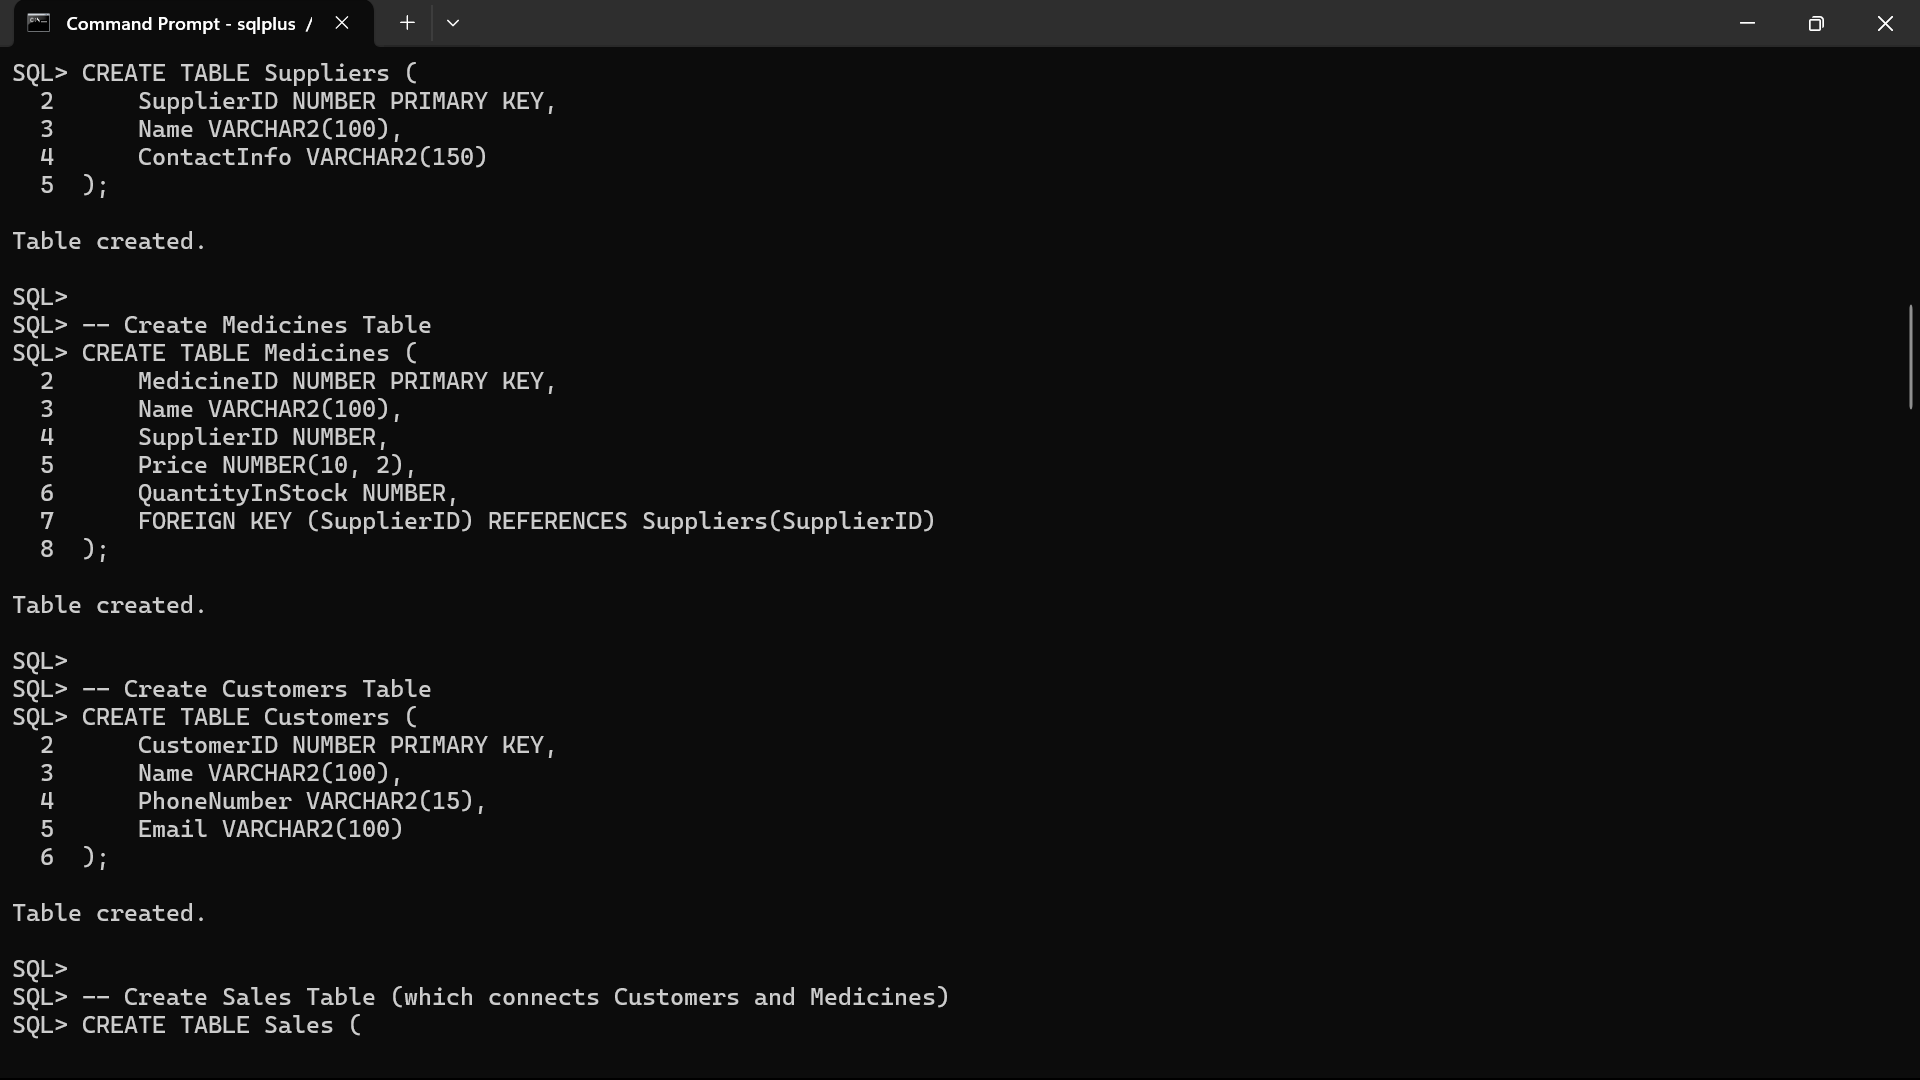 Command Prompt - sqlplus /
SQL> CREATE TABLE Suppliers (
  2      SupplierID NUMBER PRIMARY KEY,
  3      Name VARCHAR2(100),
  4      ContactInfo VARCHAR2(150)
  5  );
Table created.
SQL>
SQL> -- Create Medicines Table
SQL> CREATE TABLE Medicines (
  2      MedicineID NUMBER PRIMARY KEY,
  3      Name VARCHAR2(100),
  4      SupplierID NUMBER,
  5      Price NUMBER(10, 2),
  6      QuantityInStock NUMBER,
  7      FOREIGN KEY (SupplierID) REFERENCES Suppliers(SupplierID)
  8  );
Table created.
SQL>
SQL> -- Create Customers Table
SQL> CREATE TABLE Customers (
  2      CustomerID NUMBER PRIMARY KEY,
  3      Name VARCHAR2(100),
  4      PhoneNumber VARCHAR2(15),
  5      Email VARCHAR2(100)
  6  );
Table created.
SQL>
SQL> -- Create Sales Table (which connects Customers and Medicines)
SQL> CREATE TABLE Sales (